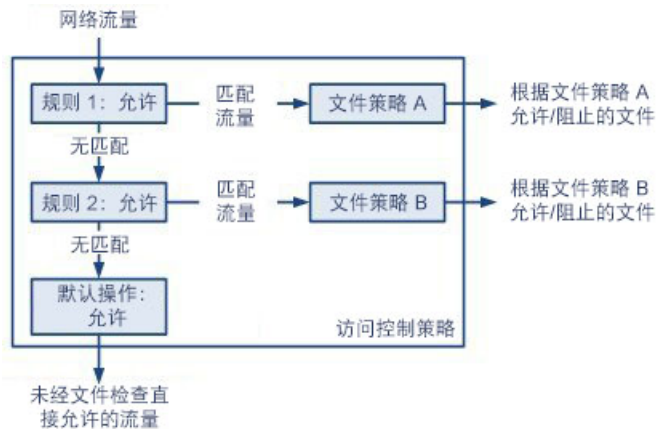 网络流量
规则 1：允许
匹配
流量
文件策略 A
根据文件策略 A
允许/阻止的文件
无匹配
规则 2：允许
匹配
流量
文件策略 B
根据文件策略 B
允许/阻止的文件
无匹配
默认操作：
允许
访问控制策略
未经文件检查直
接允许的流量